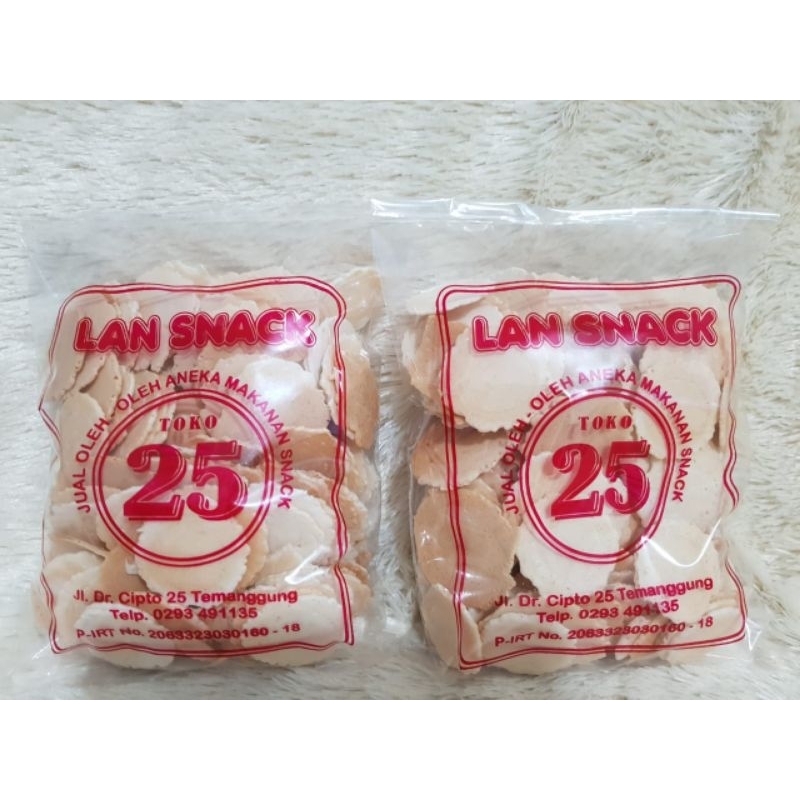 LAN SNACK
JUAL OLEH - OLEH ANEKA MAKANAN SNACK
TOKO
25
Jl. Dr. Cipto 25 Temanggung
Telp. 0293 491135
P-IRT No. 2063323030160 - 18
LAN SNACK
JUAL OLEH - OLEH ANEKA MAKANAN SNACK
TOKO
25
Jl. Dr. Cipto 25 Temanggung
Telp. 0293 491135
P-IRT No. 2063323030160 - 18